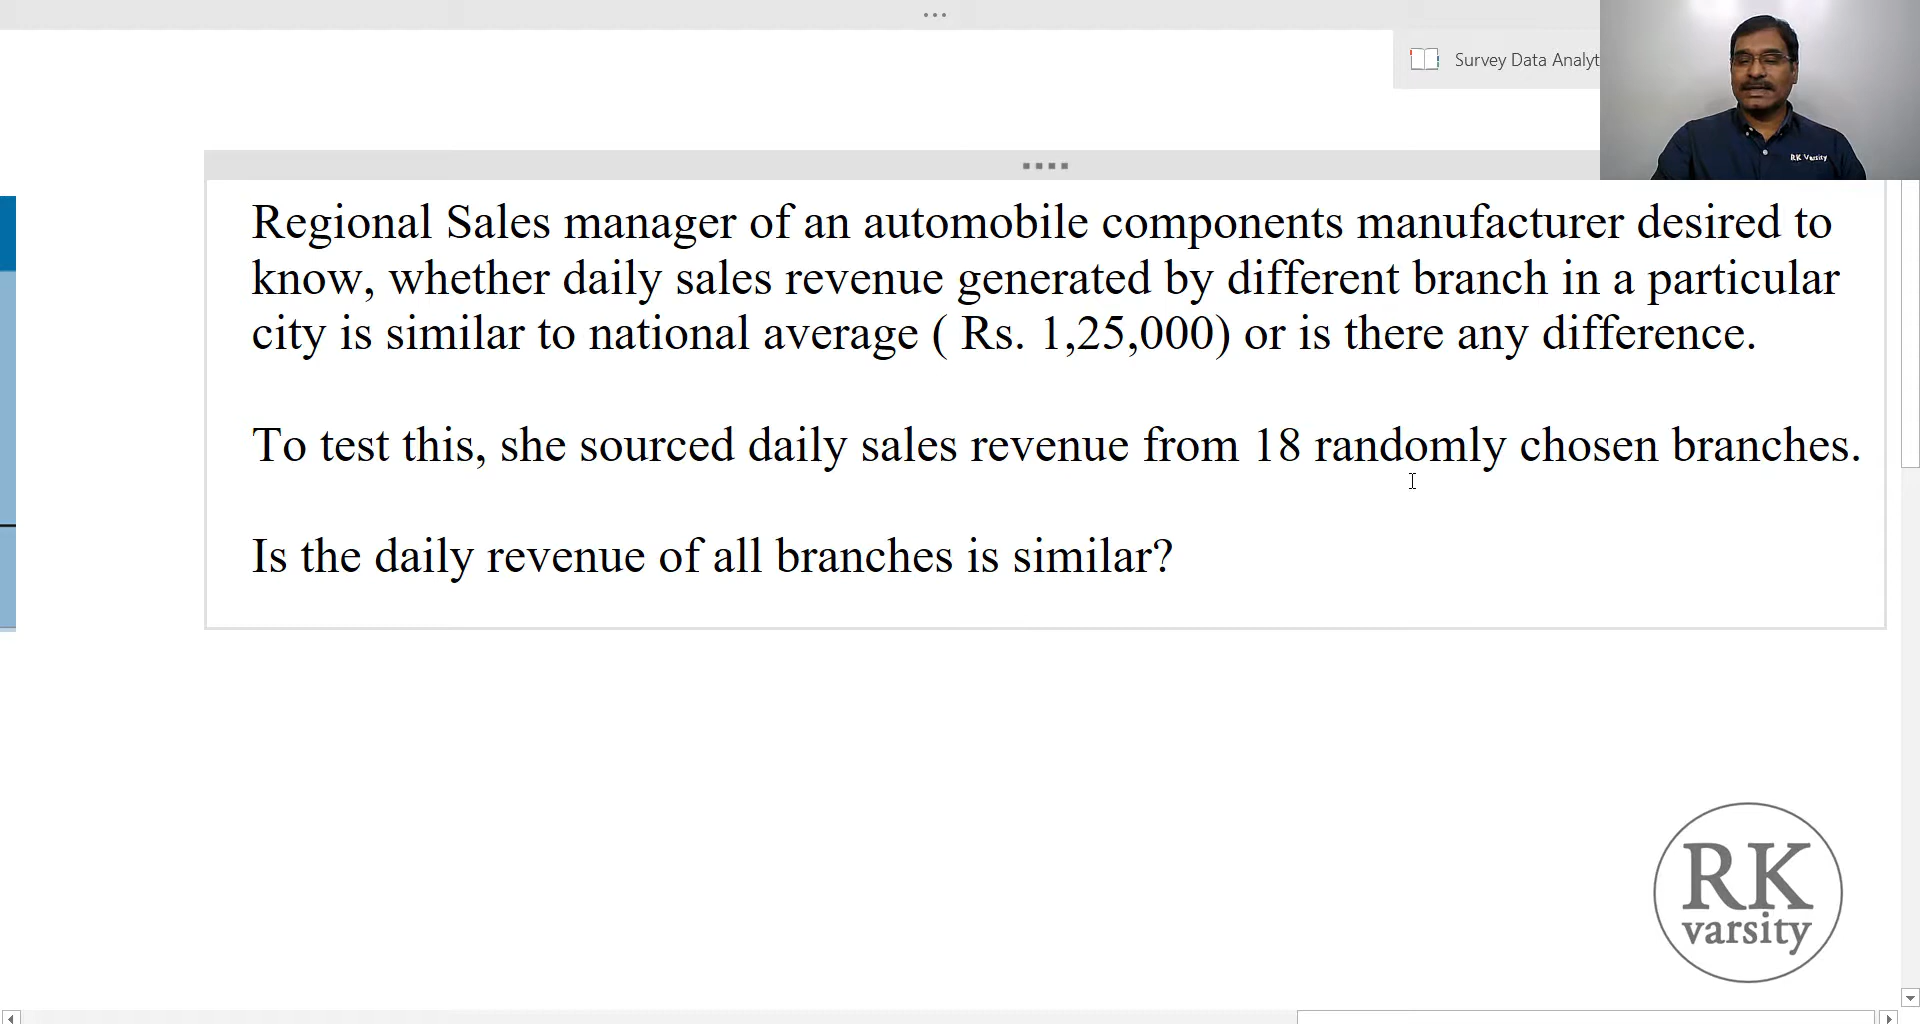 Survey Data Analyt
RK Varsity
Regional Sales manager of an automobile components manufacturer desired to
know, whether daily sales revenue generated by different branch in a particular
city is similar to national average ( Rs. 1,25,000) or is there any difference.
To test this, she sourced daily sales revenue from 18 randomly chosen branches.
Is the daily revenue of all branches is similar?
RK
varsity